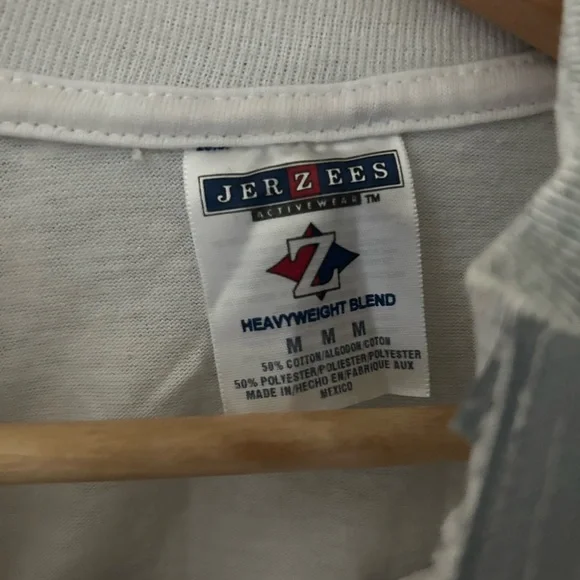 JERZEES
ACTIVEWEAR ™
Z
HEAVYWEIGHT BLEND
M M M
50% COTTON/ALGODON/COTON
50% POLYESTER/POLIESTER/POLYESTER
MADE IN/HECHO EN/FABRIQUE AUX
MEXICO